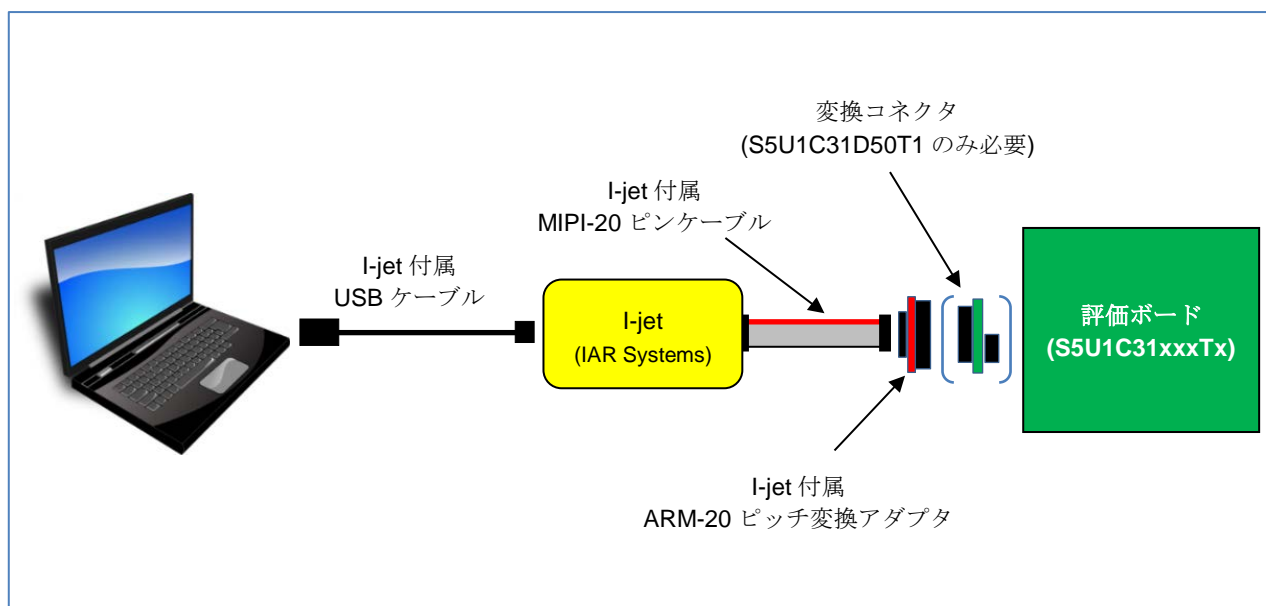 変換コネクタ
(S5U1C31D50T1 のみ必要)
I-jet 付属
MIPI-20 ピンケーブル
I-jet 付属
USB ケーブル
I-jet
(IAR Systems)
評価ボード
(S5U1C31xxxTx)
I-jet 付属
ARM-20 ピッチ変換アダプタ